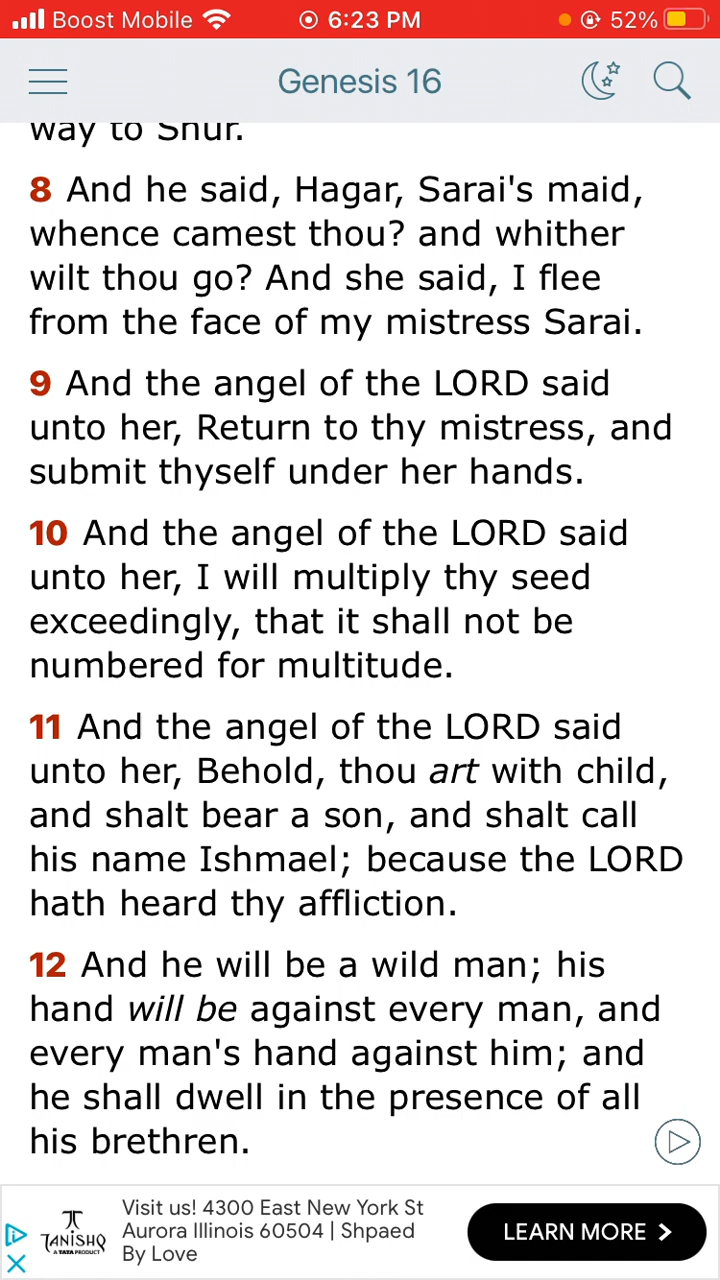 Boost Mobile 6:23 PM 52%
Genesis 16
way to Shur.
8 And he said, Hagar, Sarai's maid,
whence camest thou? and whither
wilt thou go? And she said, I flee
from the face of my mistress Sarai.
9 And the angel of the LORD said
unto her, Return to thy mistress, and
submit thyself under her hands.
10 And the angel of the LORD said
unto her, I will multiply thy seed
exceedingly, that it shall not be
numbered for multitude.
11 And the angel of the LORD said
unto her, Behold, thou art with child,
and shalt bear a son, and shalt call
his name Ishmael; because the LORD
hath heard thy affliction.
12 And he will be a wild man; his
hand will be against every man, and
every man's hand against him; and
he shall dwell in the presence of all
his brethren.
TANISHQ
A TATA PRODUCT
Visit us! 4300 East New York St
Aurora Illinois 60504 | Shpaed
By Love
LEARN MORE